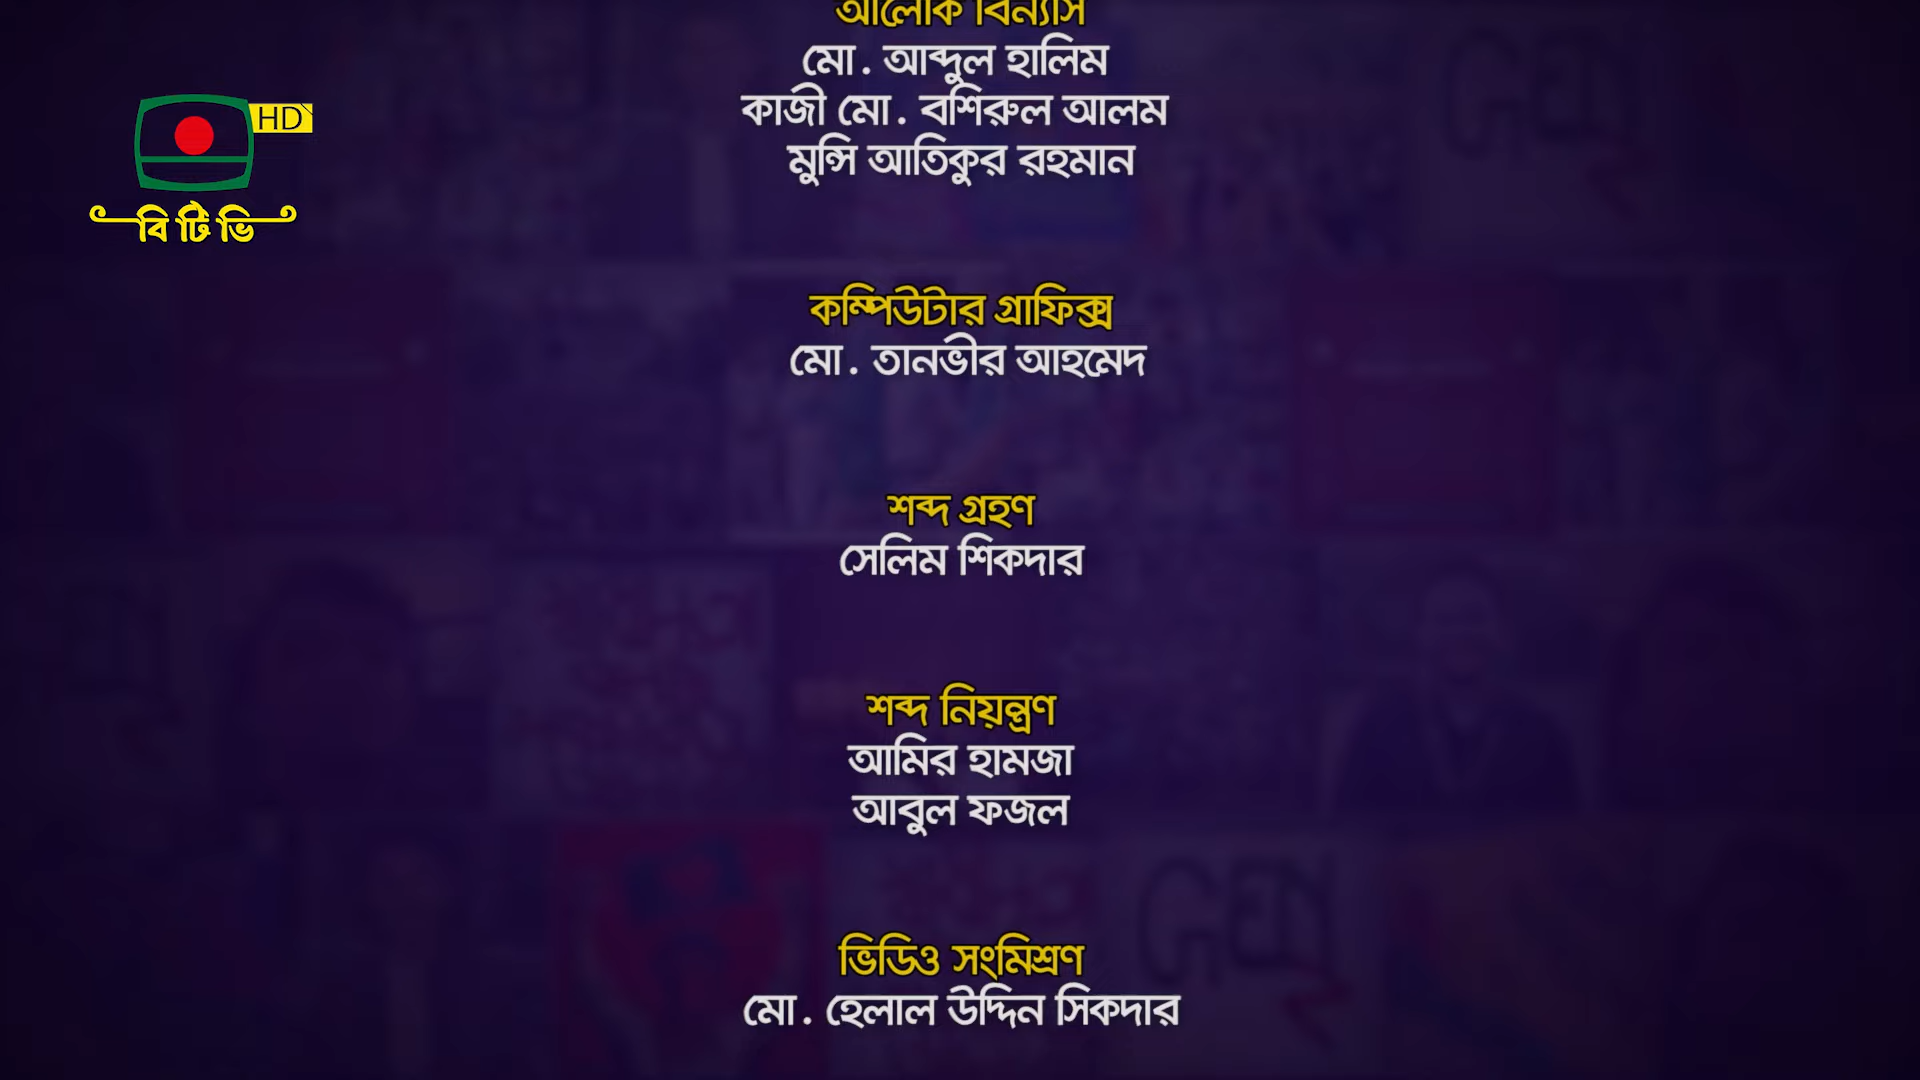 আলোক বিন্যাস
মো. আব্দুল হালিম
কাজী মো. বশিরুল আলম
মুন্সি আতিকুর রহমান
HD
বি টি ভি
কম্পিউটার গ্রাফিক্স
মো. তানভীর আহমেদ
শব্দ গ্রহণ
সেলিম শিকদার
শব্দ নিয়ন্ত্রণ
আমির হামজা
আবুল ফজল
ভিডিও সংমিশ্রণ
মো. হেলাল উদ্দিন সিকদার